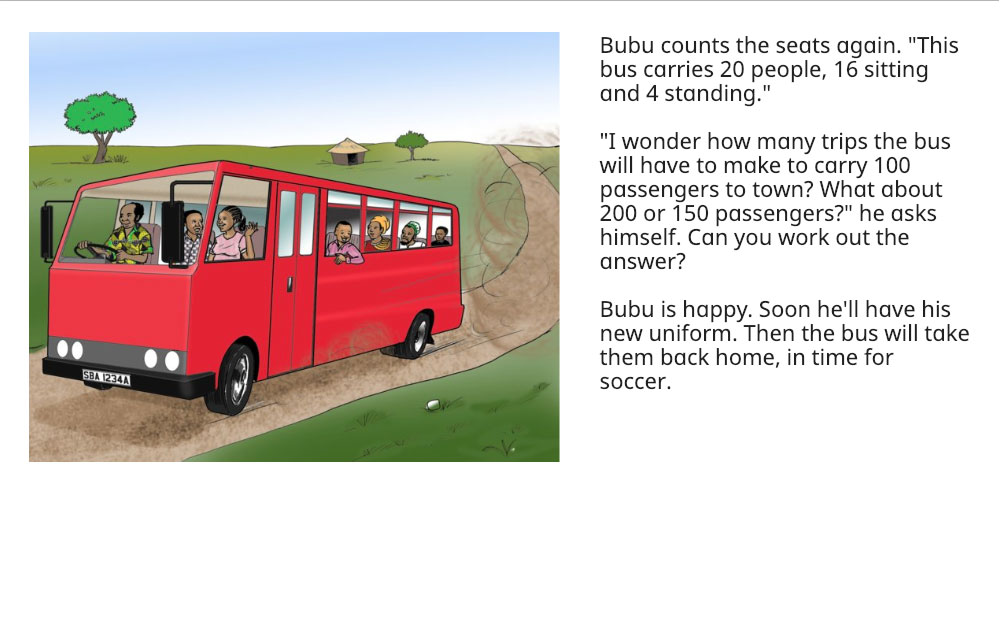 Bubu counts the seats again. "This
bus carries 20 people, 16 sitting
and 4 standing."
"I wonder how many trips the bus
will have to make to carry 100
passengers to town? What about
200 or 150 passengers?" he asks
himself. Can you work out the
answer?
Bubu is happy. Soon he'll have his
new uniform. Then the bus will take
them back home, in time for
soccer.
SBA 1234A